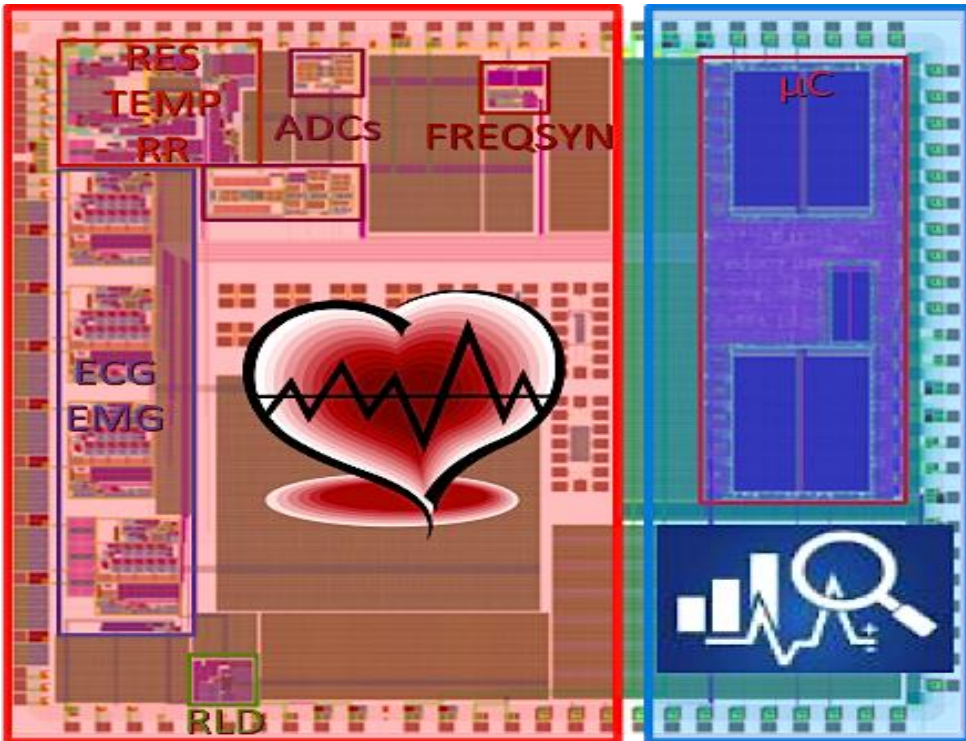 RES
TEMP
RR
ADCs
FREQSYN
μC
ECG
EMG
RLD